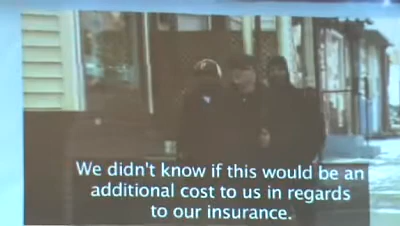 We didn't know if this would be an
additional cost to us in regards
to our insurance.